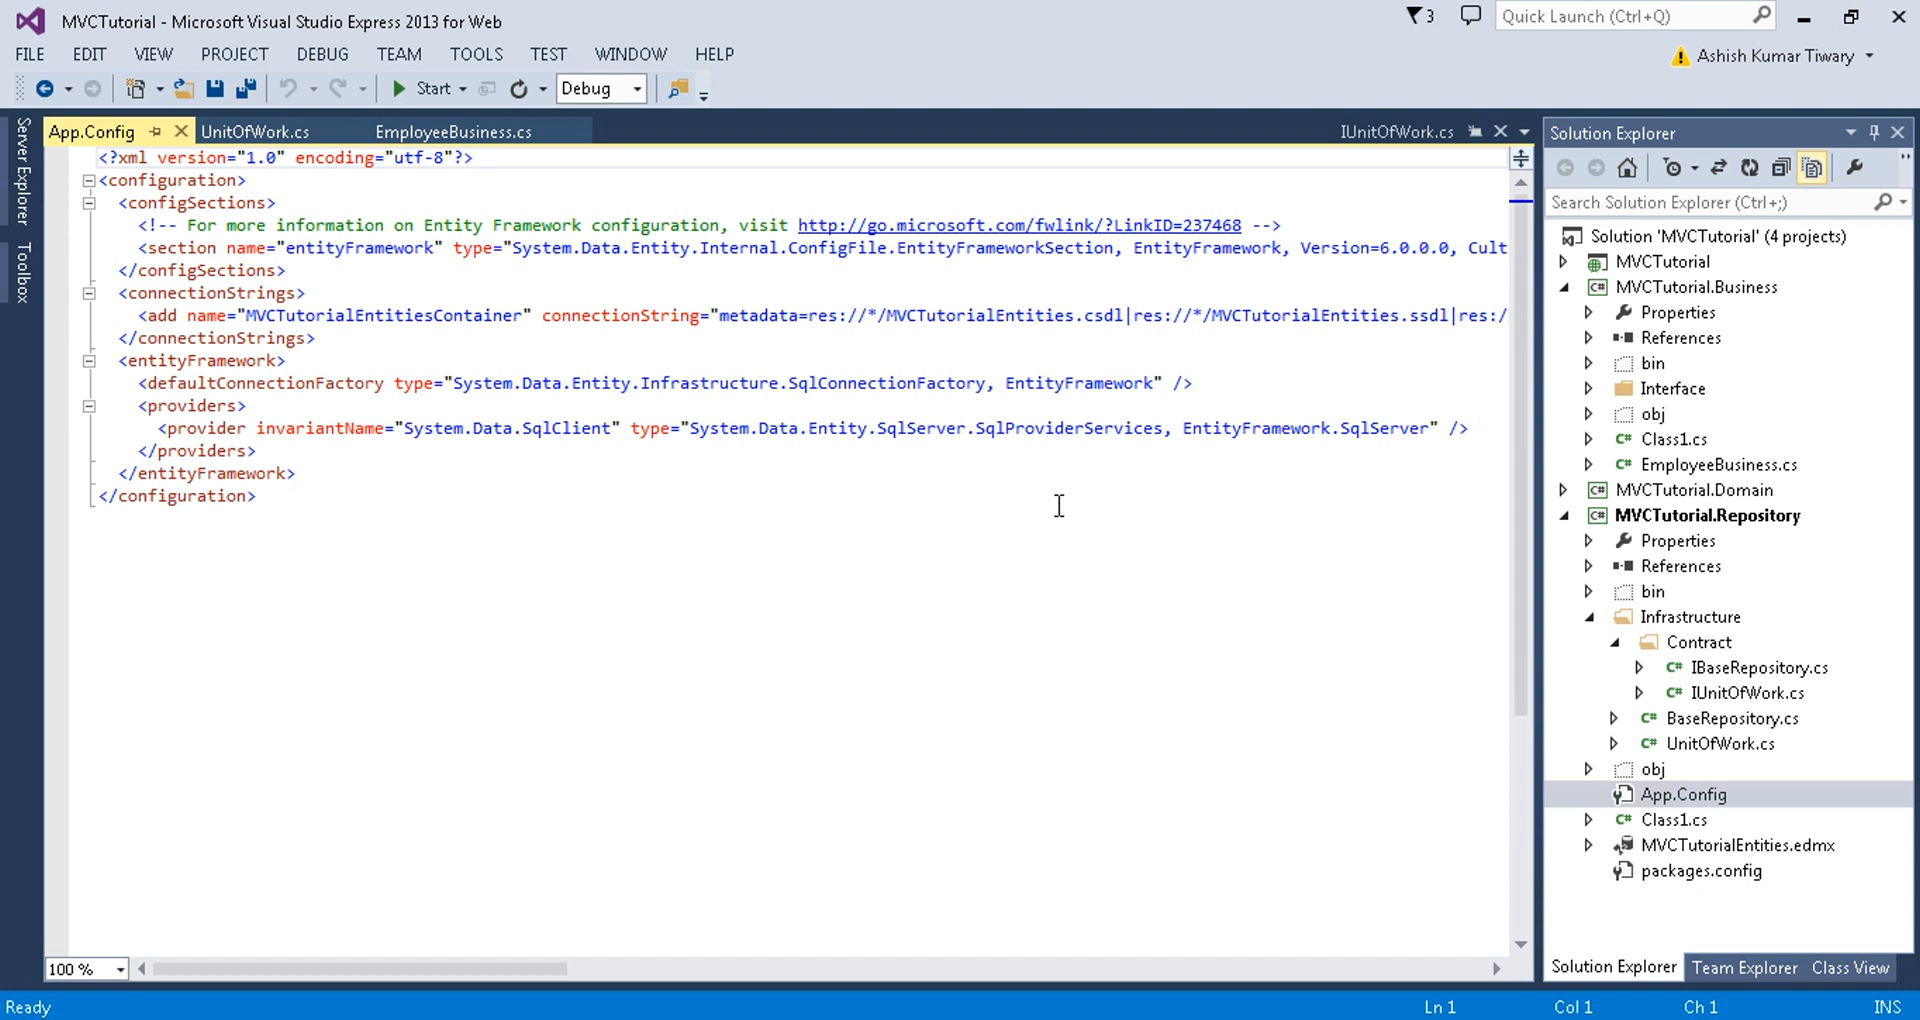 MVCTutorial - Microsoft Visual Studio Express 2013 for Web
3
Quick Launch (Ctrl+Q)
FILE EDIT VIEW PROJECT DEBUG TEAM TOOLS TEST WINDOW HELP
Ashish Kumar Tiwary
Start
Debug
Server Explorer
Toolbox
App.Config
UnitOfWork.cs
EmployeeBusiness.cs
IUnitOfWork.cs
<?xml version="1.0" encoding="utf-8"?>
<configuration>
<configSections>
<!-- For more information on Entity Framework configuration, visit http://go.microsoft.com/fwlink/?LinkID=237468 -->
<section name="entityFramework" type="System.Data.Entity.Internal.ConfigFile.EntityFrameworkSection, EntityFramework, Version=6.0.0.0, Cult
</configSections>
<connectionStrings>
<add name="MVCTutorialEntitiesContainer" connectionString="metadata=res://*/MVCTutorialEntities.csdl|res://*/MVCTutorialEntities.ssdl|res:/
</connectionStrings>
<entityFramework>
<defaultConnectionFactory type="System.Data.Entity.Infrastructure.SqlConnectionFactory, EntityFramework" />
<providers>
<provider invariantName="System.Data.SqlClient" type="System.Data.Entity.SqlServer.SqlProviderServices, EntityFramework.SqlServer" />
</providers>
</entityFramework>
</configuration>
100 %
Solution Explorer
Search Solution Explorer (Ctrl+;)
Solution 'MVCTutorial' (4 projects)
MVCTutorial
C# MVCTutorial.Business
Properties
References
bin
Interface
obj
C# Class1.cs
C# EmployeeBusiness.cs
C# MVCTutorial.Domain
C# MVCTutorial.Repository
Properties
References
bin
Infrastructure
Contract
C# IBaseRepository.cs
C# IUnitOfWork.cs
C# BaseRepository.cs
C# UnitOfWork.cs
obj
App.Config
C# Class1.cs
MVCTutorialEntities.edmx
packages.config
Solution Explorer Team Explorer Class View
Ready
Ln 1 Col 1 Ch 1 INS